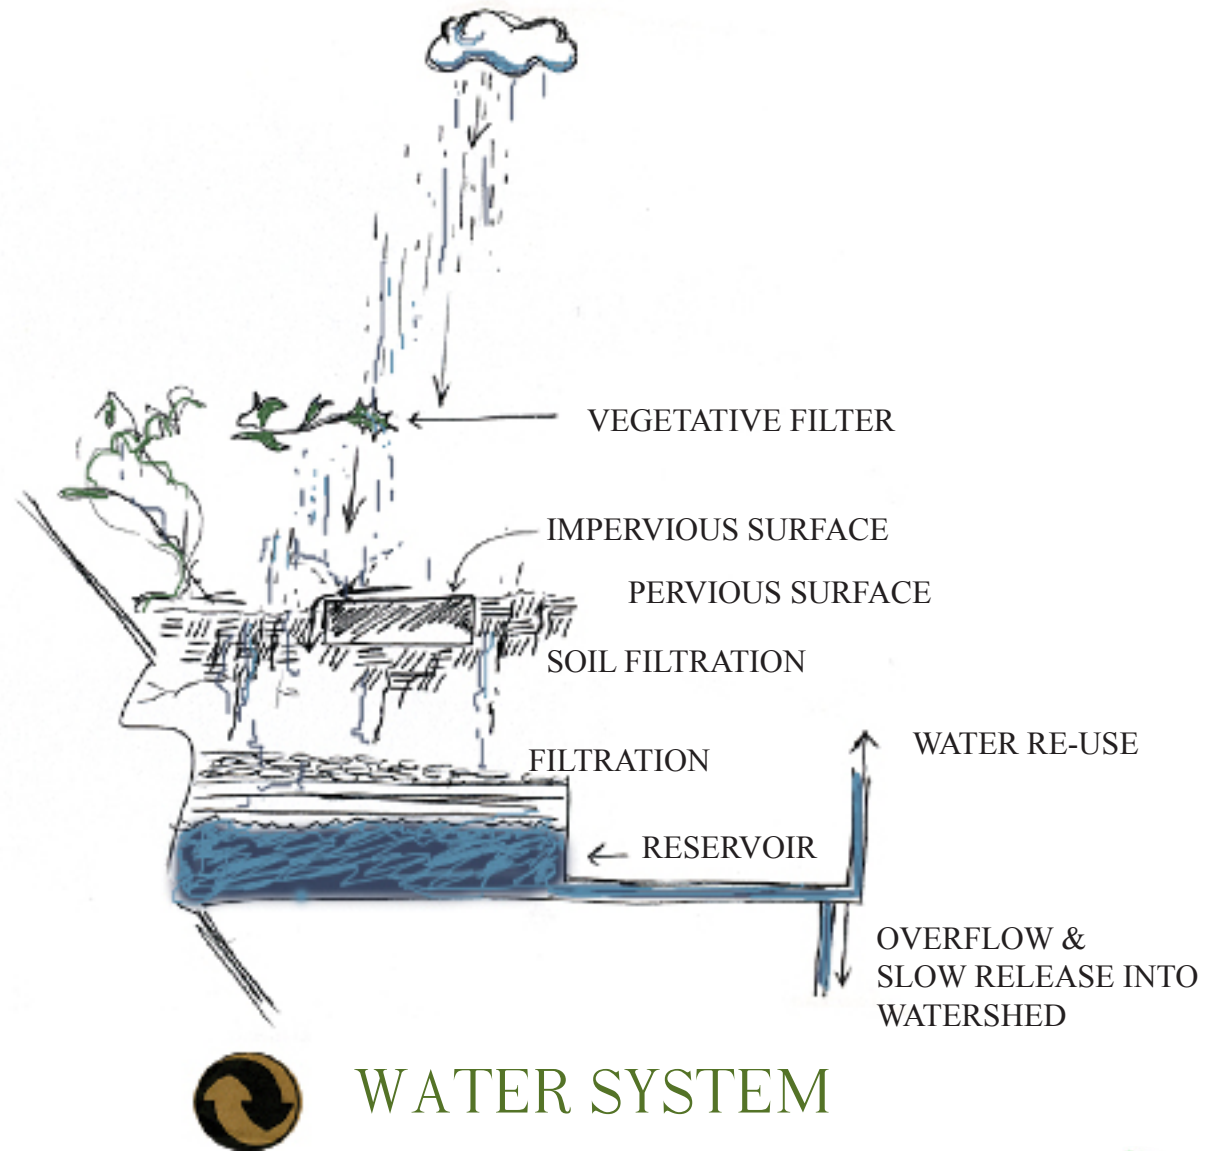 VEGETATIVE FILTER
IMPERVIOUS SURFACE
PERVIOUS SURFACE
SOIL FILTRATION
FILTRATION
WATER RE-USE
RESERVOIR
OVERFLOW &
SLOW RELEASE INTO
WATERSHED
WATER SYSTEM